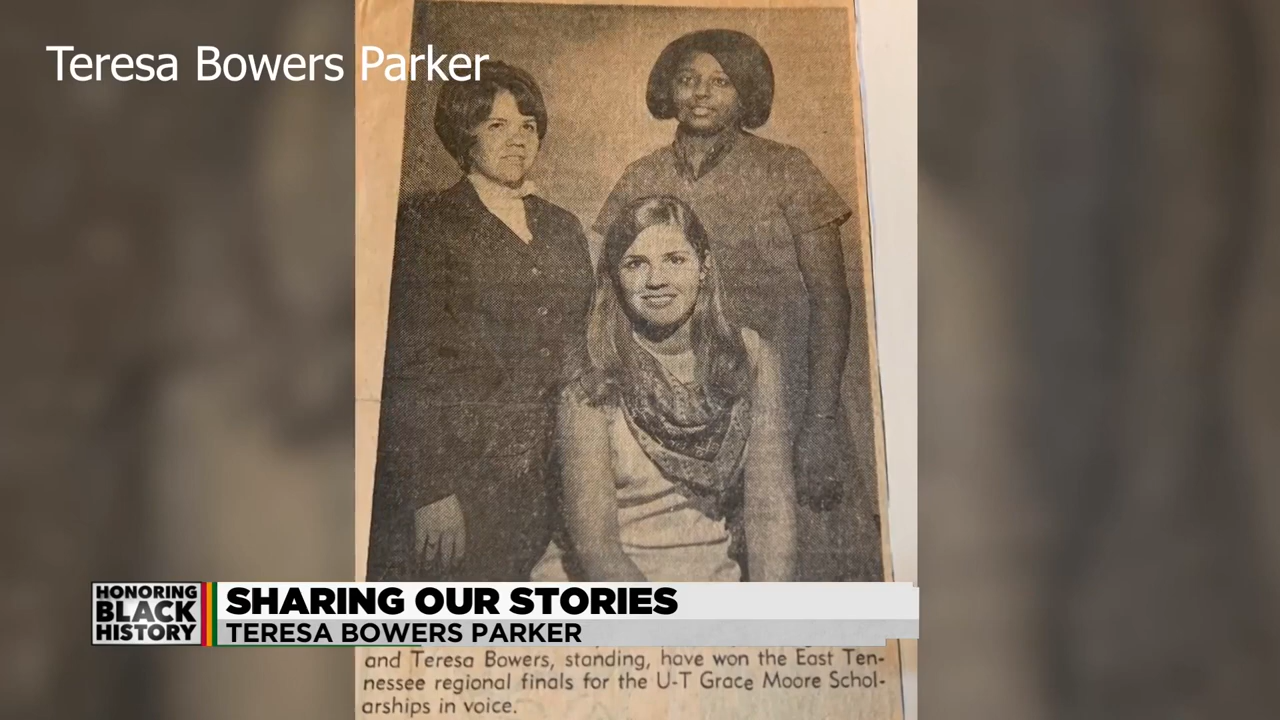 Teresa Bowers Parker
HONORING
BLACK
HISTORY
SHARING OUR STORIES
TERESA BOWERS PARKER
and Teresa Bowers, standing, have won the East Ten-
nessee regional finals for the U-T Grace Moore Schol-
arships in voice.